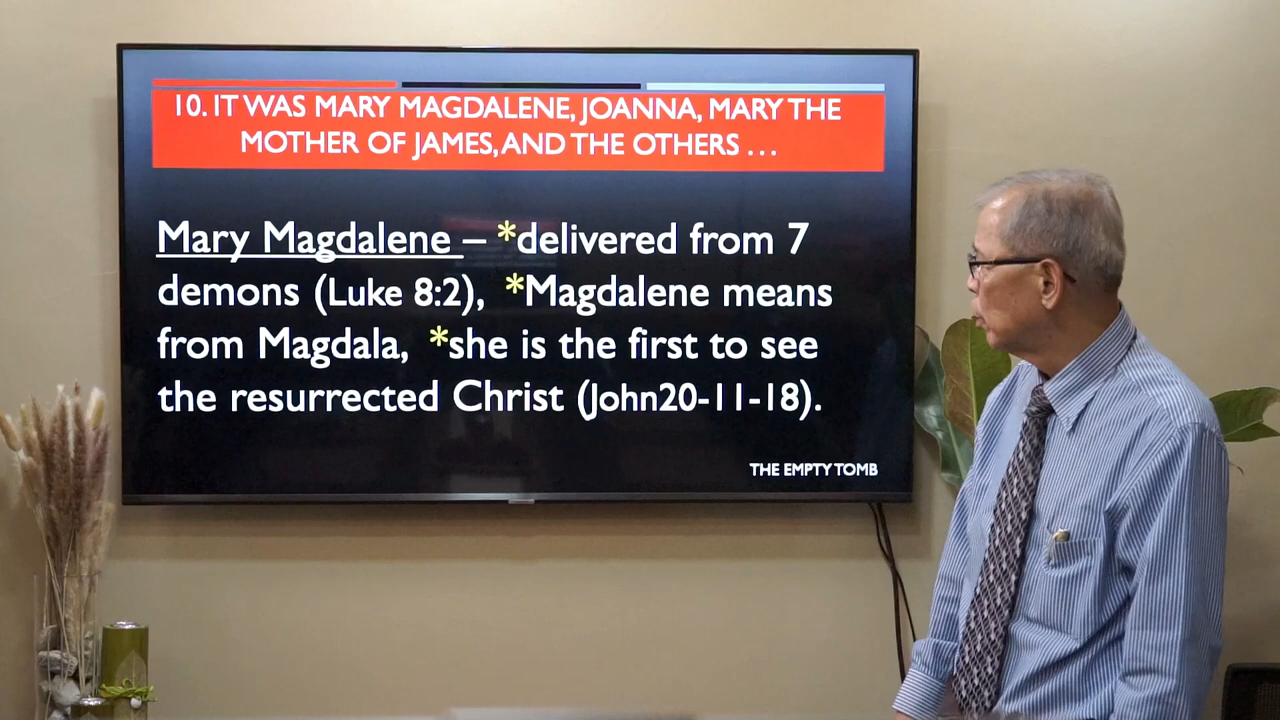 10. IT WAS MARY MAGDALENE, JOANNA, MARY THE
MOTHER OF JAMES, AND THE OTHERS ...
Mary Magdalene – *delivered from 7
demons (Luke 8:2), *Magdalene means
from Magdala, *she is the first to see
the resurrected Christ (John20-11-18).
THE EMPTY TOMB